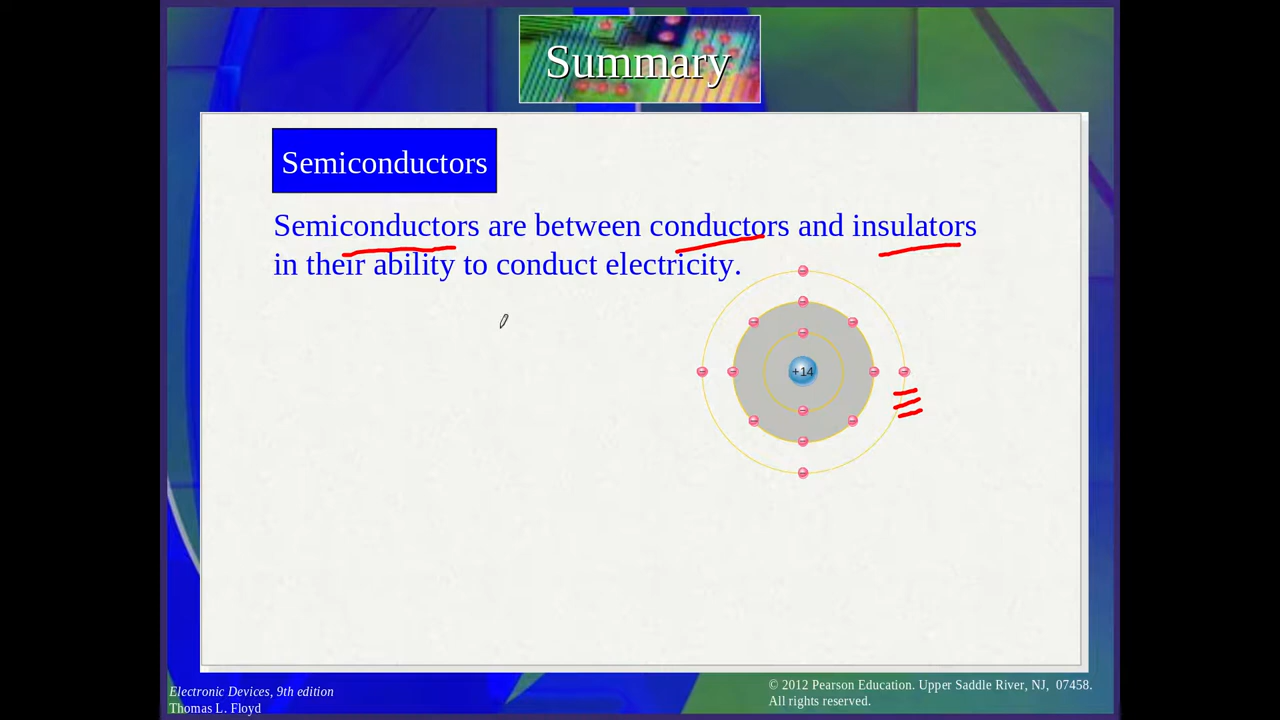 Summary
Semiconductors
Semiconductors are between conductors and insulators
in their ability to conduct electricity.
+14
Electronic Devices, 9th edition
Thomas L. Floyd
© 2012 Pearson Education. Upper Saddle River, NJ, 07458.
All rights reserved.